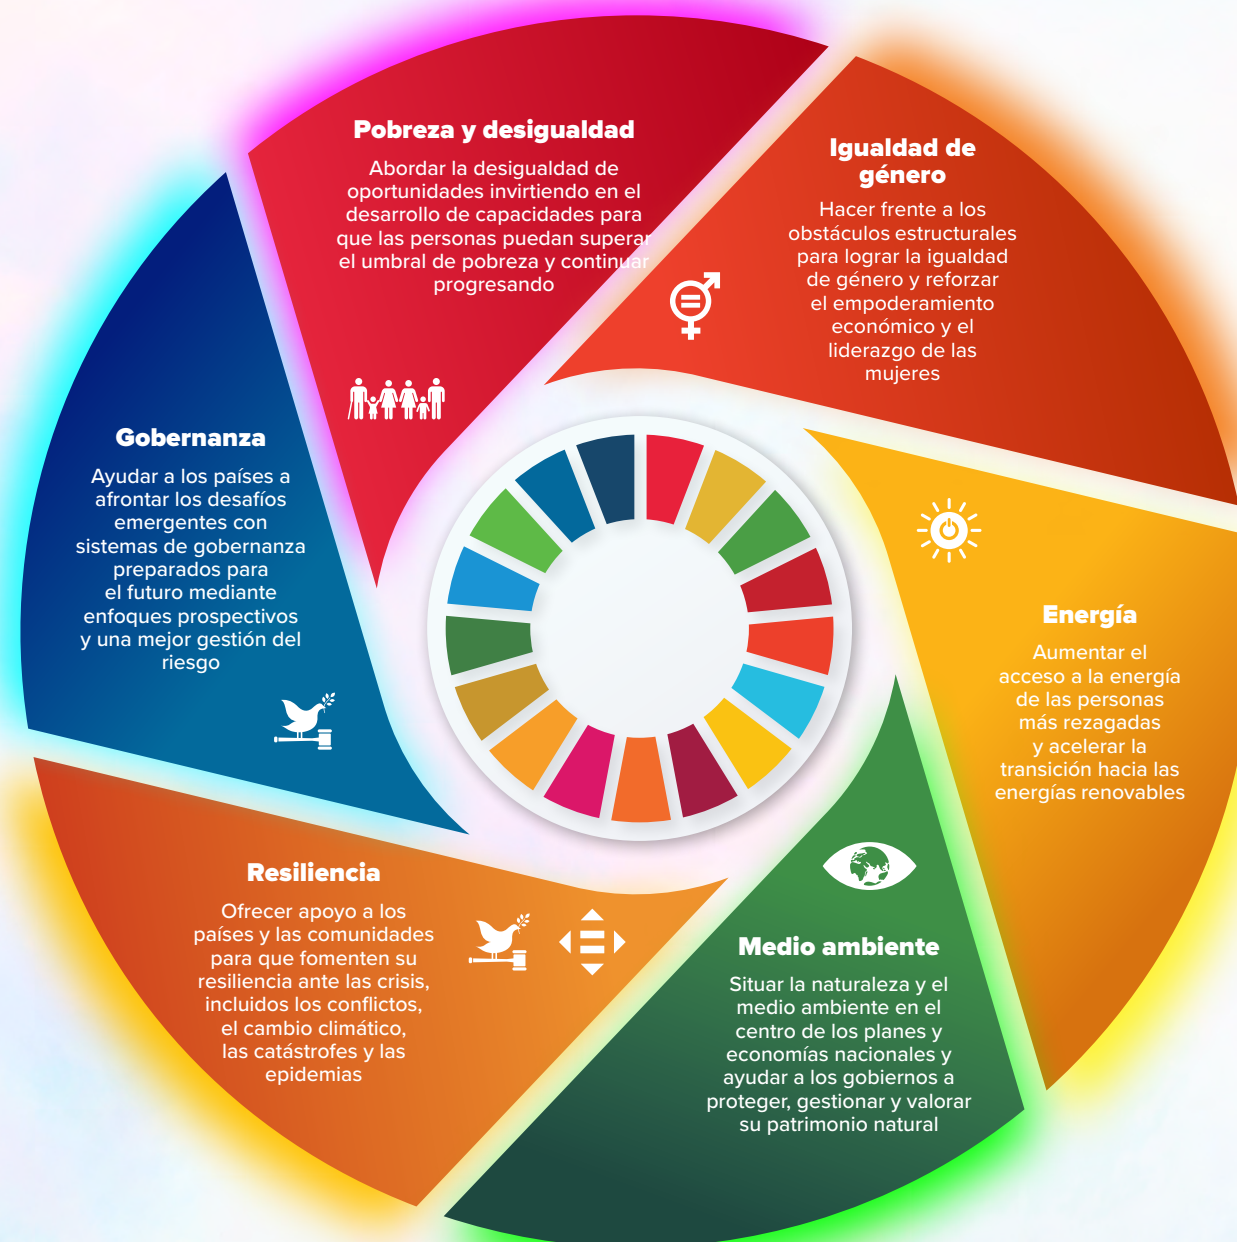 Pobreza y desigualdad
Abordar la desigualdad de
oportunidades invirtiendo en el
desarrollo de capacidades para
que las personas puedan superar
el umbral de pobreza y continuar
progresando
Igualdad de
género
Hacer frente a los
obstáculos estructurales
para lograr la igualdad
de género y reforzar
el empoderamiento
económico y el
liderazgo de las
mujeres
Energía
Aumentar el
acceso a la energía
de las personas
más rezagadas
y acelerar la
transición hacia las
energías renovables
Medio ambiente
Situar la naturaleza y el
medio ambiente en el
centro de los planes y
economías nacionales y
ayudar a los gobiernos a
proteger, gestionar y valorar
su patrimonio natural
Resiliencia
Ofrecer apoyo a los
países y las comunidades
para que fomenten su
resiliencia ante las crisis,
incluidos los conflictos,
el cambio climático,
las catástrofes y las
epidemias
Gobernanza
Ayudar a los países a
afrontar los desafíos
emergentes con
sistemas de gobernanza
preparados para
el futuro mediante
enfoques prospectivos
y una mejor gestión del
riesgo